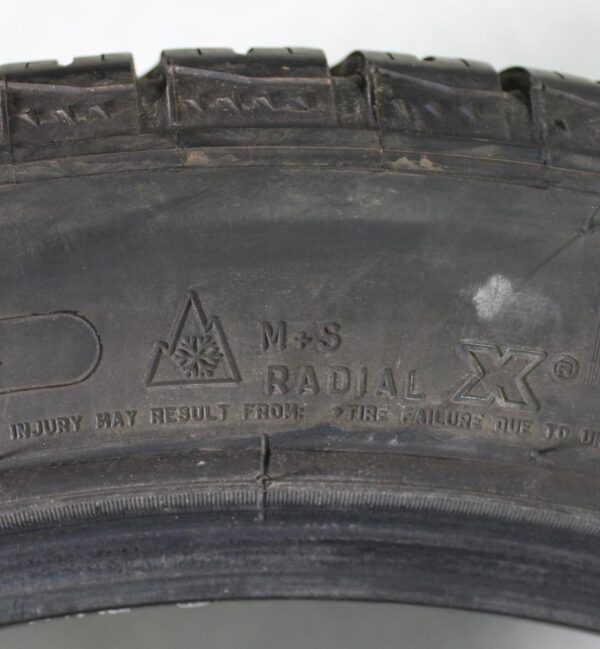 M+S
RADIAL X®
INJURY MAY RESULT FROM: •TIRE FAILURE DUE TO